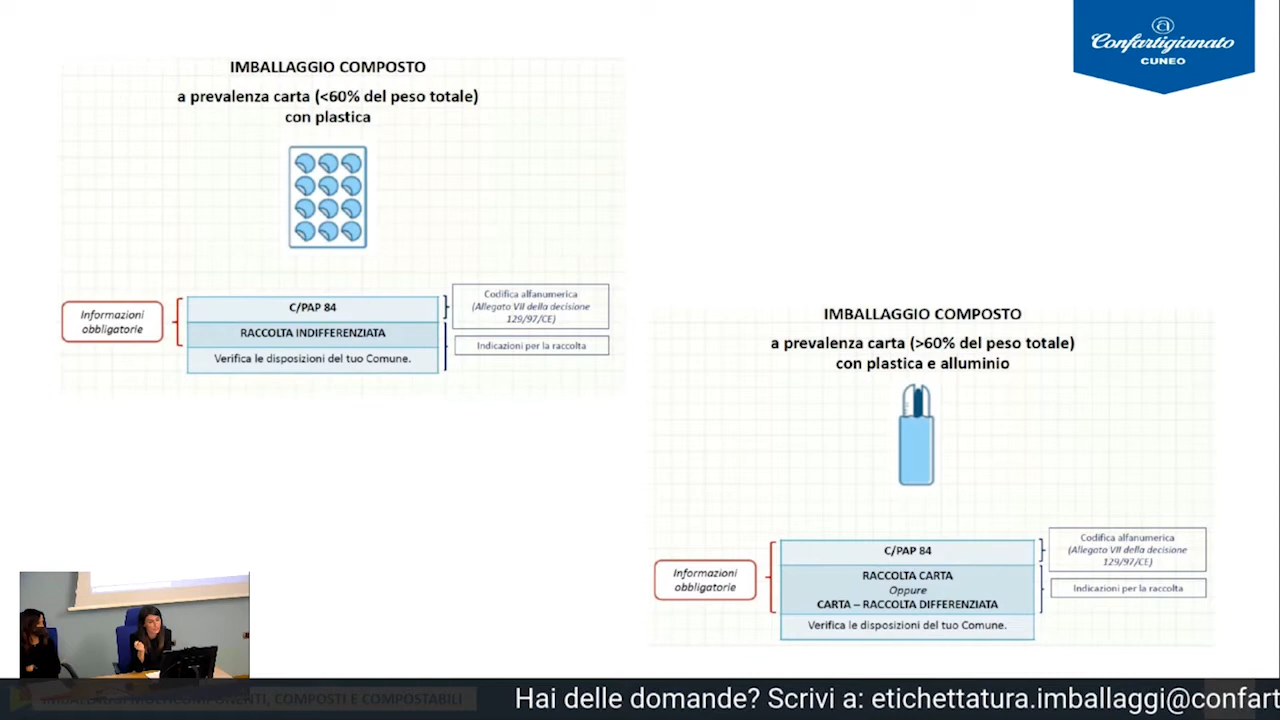 Confartigianato
CUNEO
IMBALLAGGIO COMPOSTO
a prevalenza carta (<60% del peso totale)
con plastica
Informazioni
obbligatorie
C/PAP 84
RACCOLTA INDIFFERENZIATA
Verifica le disposizioni del tuo Comune.
Codifica alfanumerica
(Allegato VII della decisione
129/97/CE)
Indicazioni per la raccolta
IMBALLAGGIO COMPOSTO
a prevalenza carta (>60% del peso totale)
con plastica e alluminio
Informazioni
obbligatorie
C/PAP 84
RACCOLTA CARTA
Oppure
CARTA – RACCOLTA DIFFERENZIATA
Verifica le disposizioni del tuo Comune.
Codifica alfanumerica
(Allegato VII della decisione
129/97/CE)
Indicazioni per la raccolta
IMBALLAGGI MULTICOMPONENTI, COMPOSTI E COMPOSTABILI
Hai delle domande? Scrivi a: etichettatura.imballaggi@confart